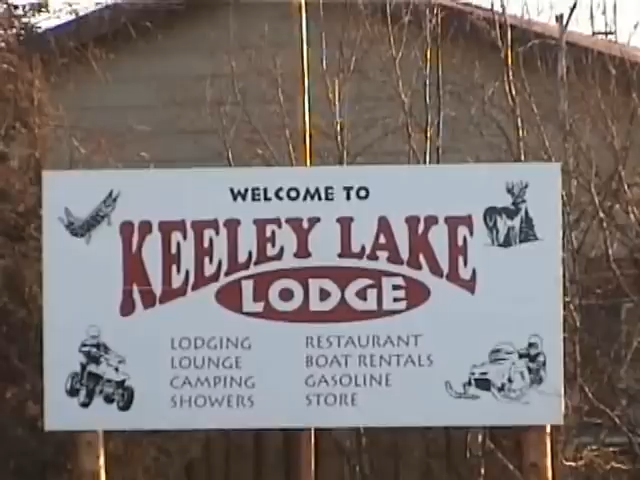 WELCOME TO
KEELEY LAKE
LODGE
LODGING
LOUNGE
CAMPING
SHOWERS
RESTAURANT
BOAT RENTALS
GASOLINE
STORE